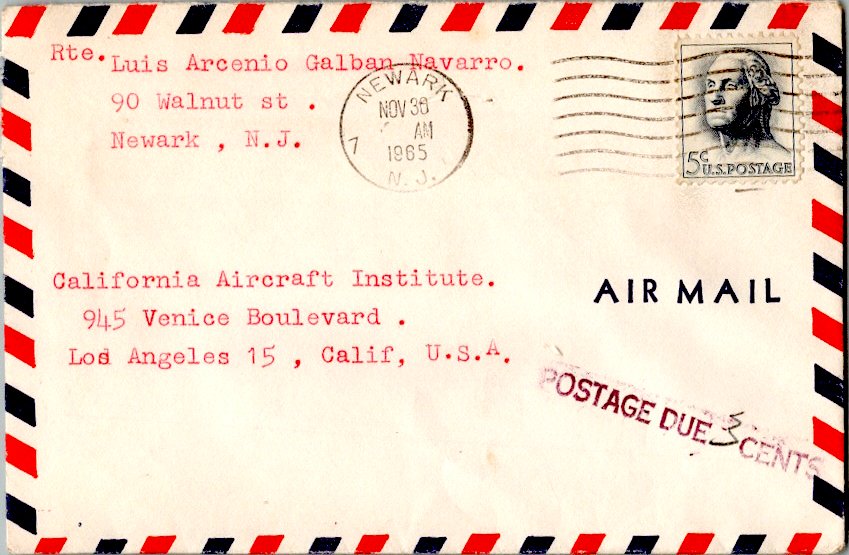 Rte. Luis Arcenio Galban Navarro.
90 Walnut st .
Newark , N.J.
NEWARK
NOV 30
AM
1965
7
N. J.
5c
U.S.POSTAGE
California Aircraft Institute.
945 Venice Boulevard .
Los Angeles 15 , Calif, U.S.A.
AIR MAIL
POSTAGE DUE 3 CENTS